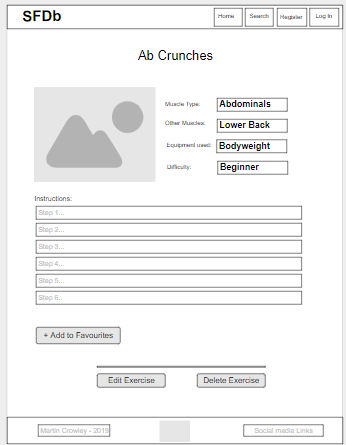 SFDb
Home Search Register Log In
Ab Crunches
Muscle Type: Abdominals
Other Muscles: Lower Back
Equipment used: Bodyweight
Difficulty: Beginner
Instructions:
Step 1...
Step 2...
Step 3...
Step 4...
Step 5...
Step 6..
+ Add to Favourites
Edit Exercise Delete Exercise
Martin Crowley - 2019 Social media Links